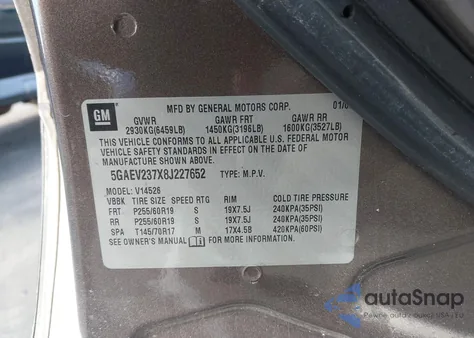 GM
MFD BY GENERAL MOTORS CORP.
GVWR GAWR FRT GAWR RR
2930KG(6459LB) 1450KG(3196LB) 1600KG(3527LB)
THIS VEHICLE CONFORMS TO ALL APPLICABLE U.S. FEDERAL
MOTOR VEHICLE SAFETY STANDARDS IN EFFECT ON THE DATE
OF MANUFACTURE SHOWN ABOVE.
5GAEV237X8J227652 TYPE: M.P.V.
MODEL: V14526
VBBK TIRE SIZE SPEED RTG RIM COLD TIRE PRESSURE
FRT P255/60R19 S 19X7.5J 240KPA(35PSI)
RR P255/60R19 S 19X7.5J 240KPA(35PSI)
SPA T145/70R17 M 17X4.5B 420KPA(60PSI)
SEE OWNER'S MANUAL FOR MORE INFORMATION.
autoSnap
Pewne auto z USA